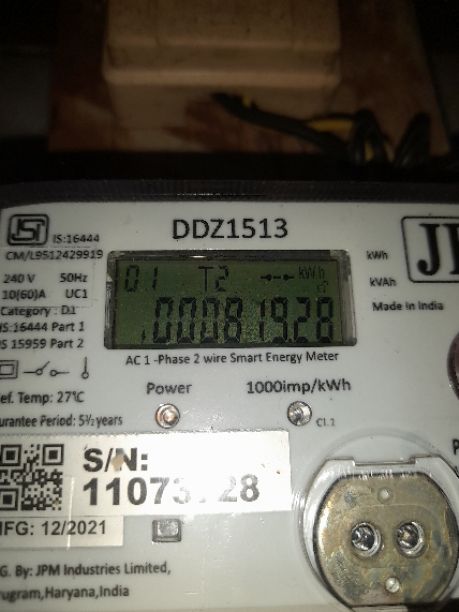 DDZ1513
IS:16444
CM/L9512429919
240 V 50Hz
10(60)A UC1
Category : D1
IS:16444 Part 1
IS 15959 Part 2
kWh
kVAh
Made in India
01 T2 kWh
000819.28
AC 1 -Phase 2 wire Smart Energy Meter
Ref. Temp: 27℃
Power 1000imp/kWh
Guarantee Period: 5½ years
Cl.1
S/N:
MFG: 12/2021
G. By: JPM Industries Limited,
rugram, Haryana, India